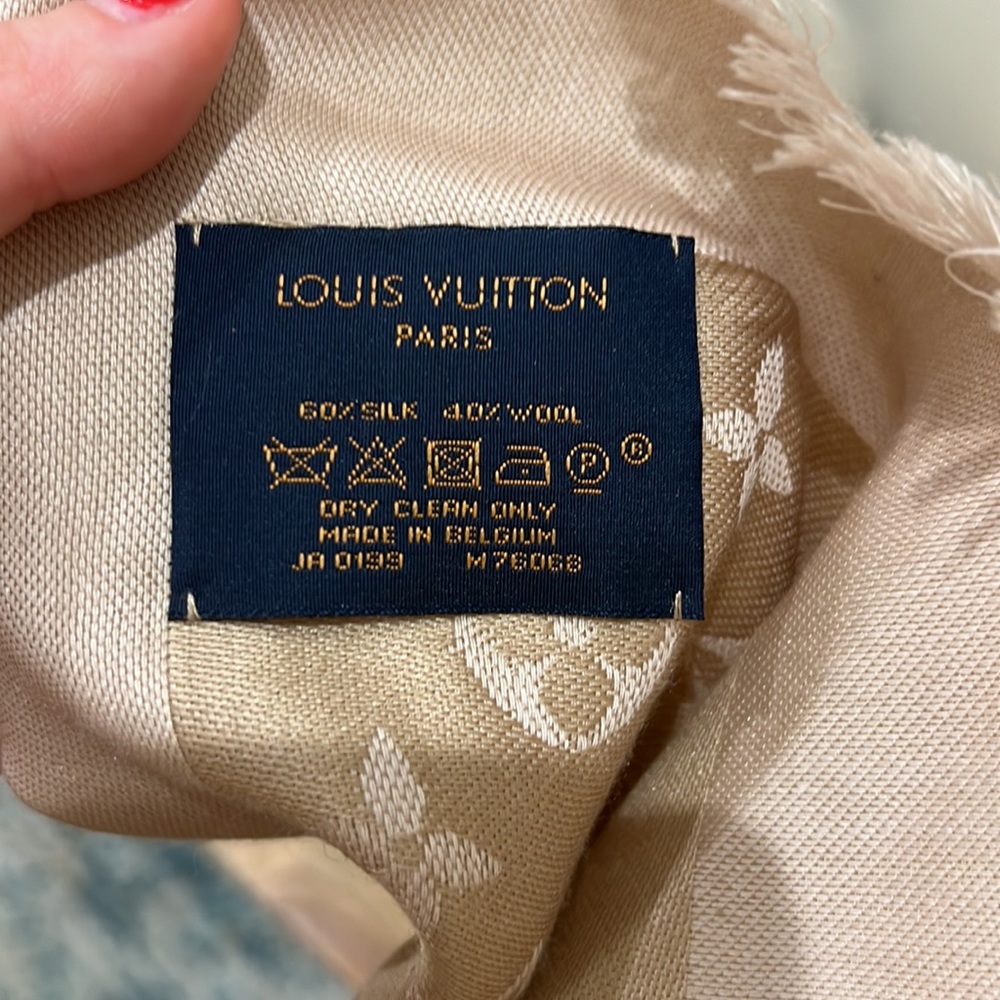 LOUIS VUITTON
PARIS
60% SILK 40% WOOL
P ®
DRY CLEAN ONLY
MADE IN BELGIUM
JA 0199 M76068